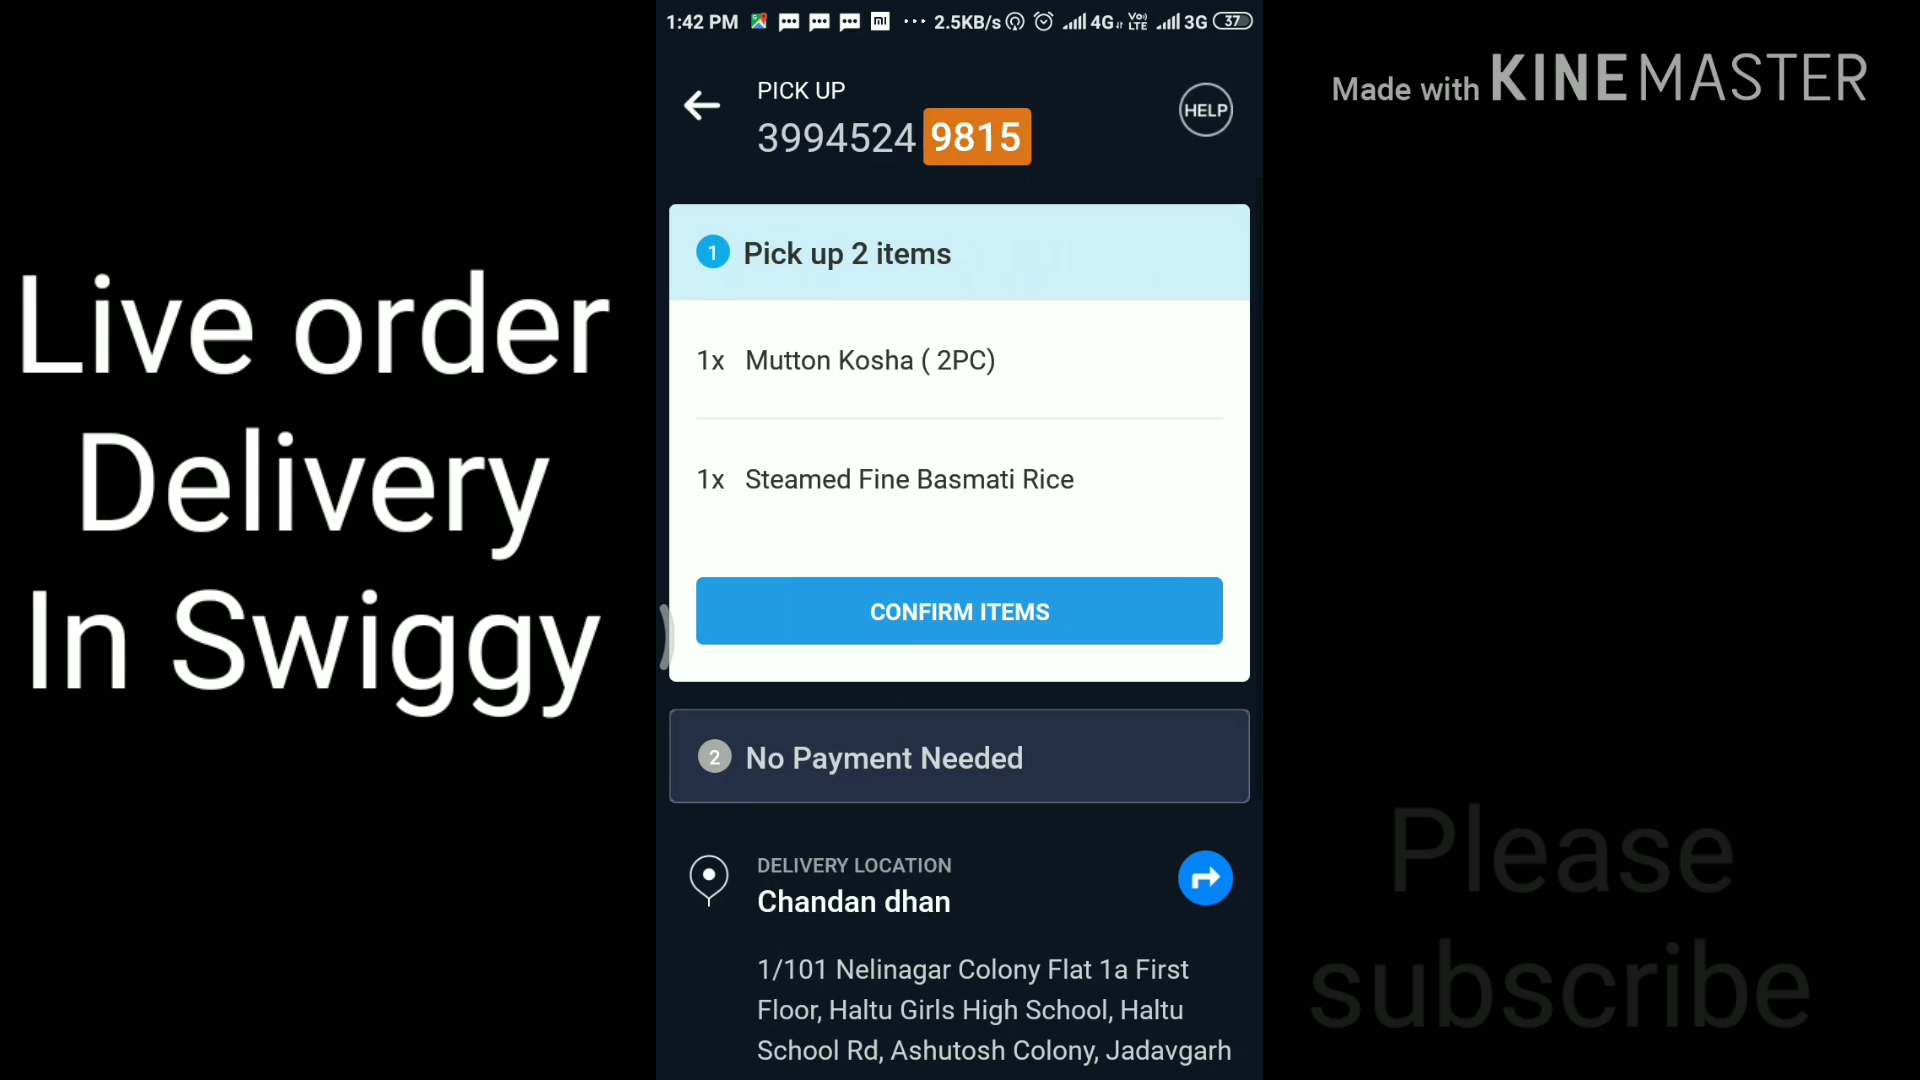 1:42 PM mi ... 2.5KB/s 4G VoLTE 3G 37
PICK UP
3994524 9815
HELP
Made with KINEMASTER
1 Pick up 2 items
1x Mutton Kosha ( 2PC)
1x Steamed Fine Basmati Rice
CONFIRM ITEMS
2 No Payment Needed
DELIVERY LOCATION
Chandan dhan
1/101 Nelinagar Colony Flat 1a First
Floor, Haltu Girls High School, Haltu
School Rd, Ashutosh Colony, Jadavgarh
Live order
Delivery
In Swiggy
Please
subscribe